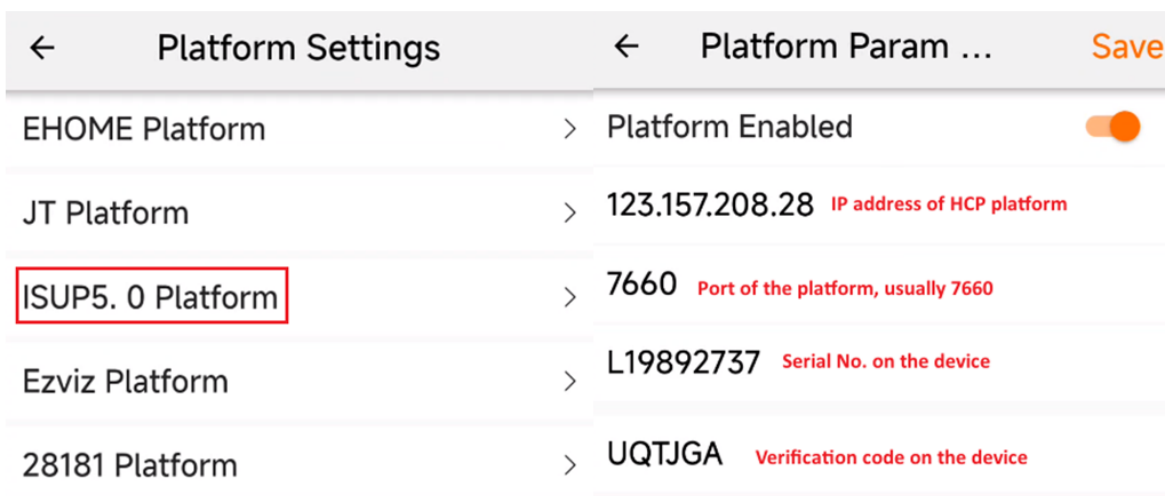 ← Platform Settings
EHOME Platform >
JT Platform >
ISUP5. 0 Platform >
Ezviz Platform >
28181 Platform >
← Platform Param ... Save
Platform Enabled
123.157.208.28 IP address of HCP platform
7660 Port of the platform, usually 7660
L19892737 Serial No. on the device
UQTJGA Verification code on the device